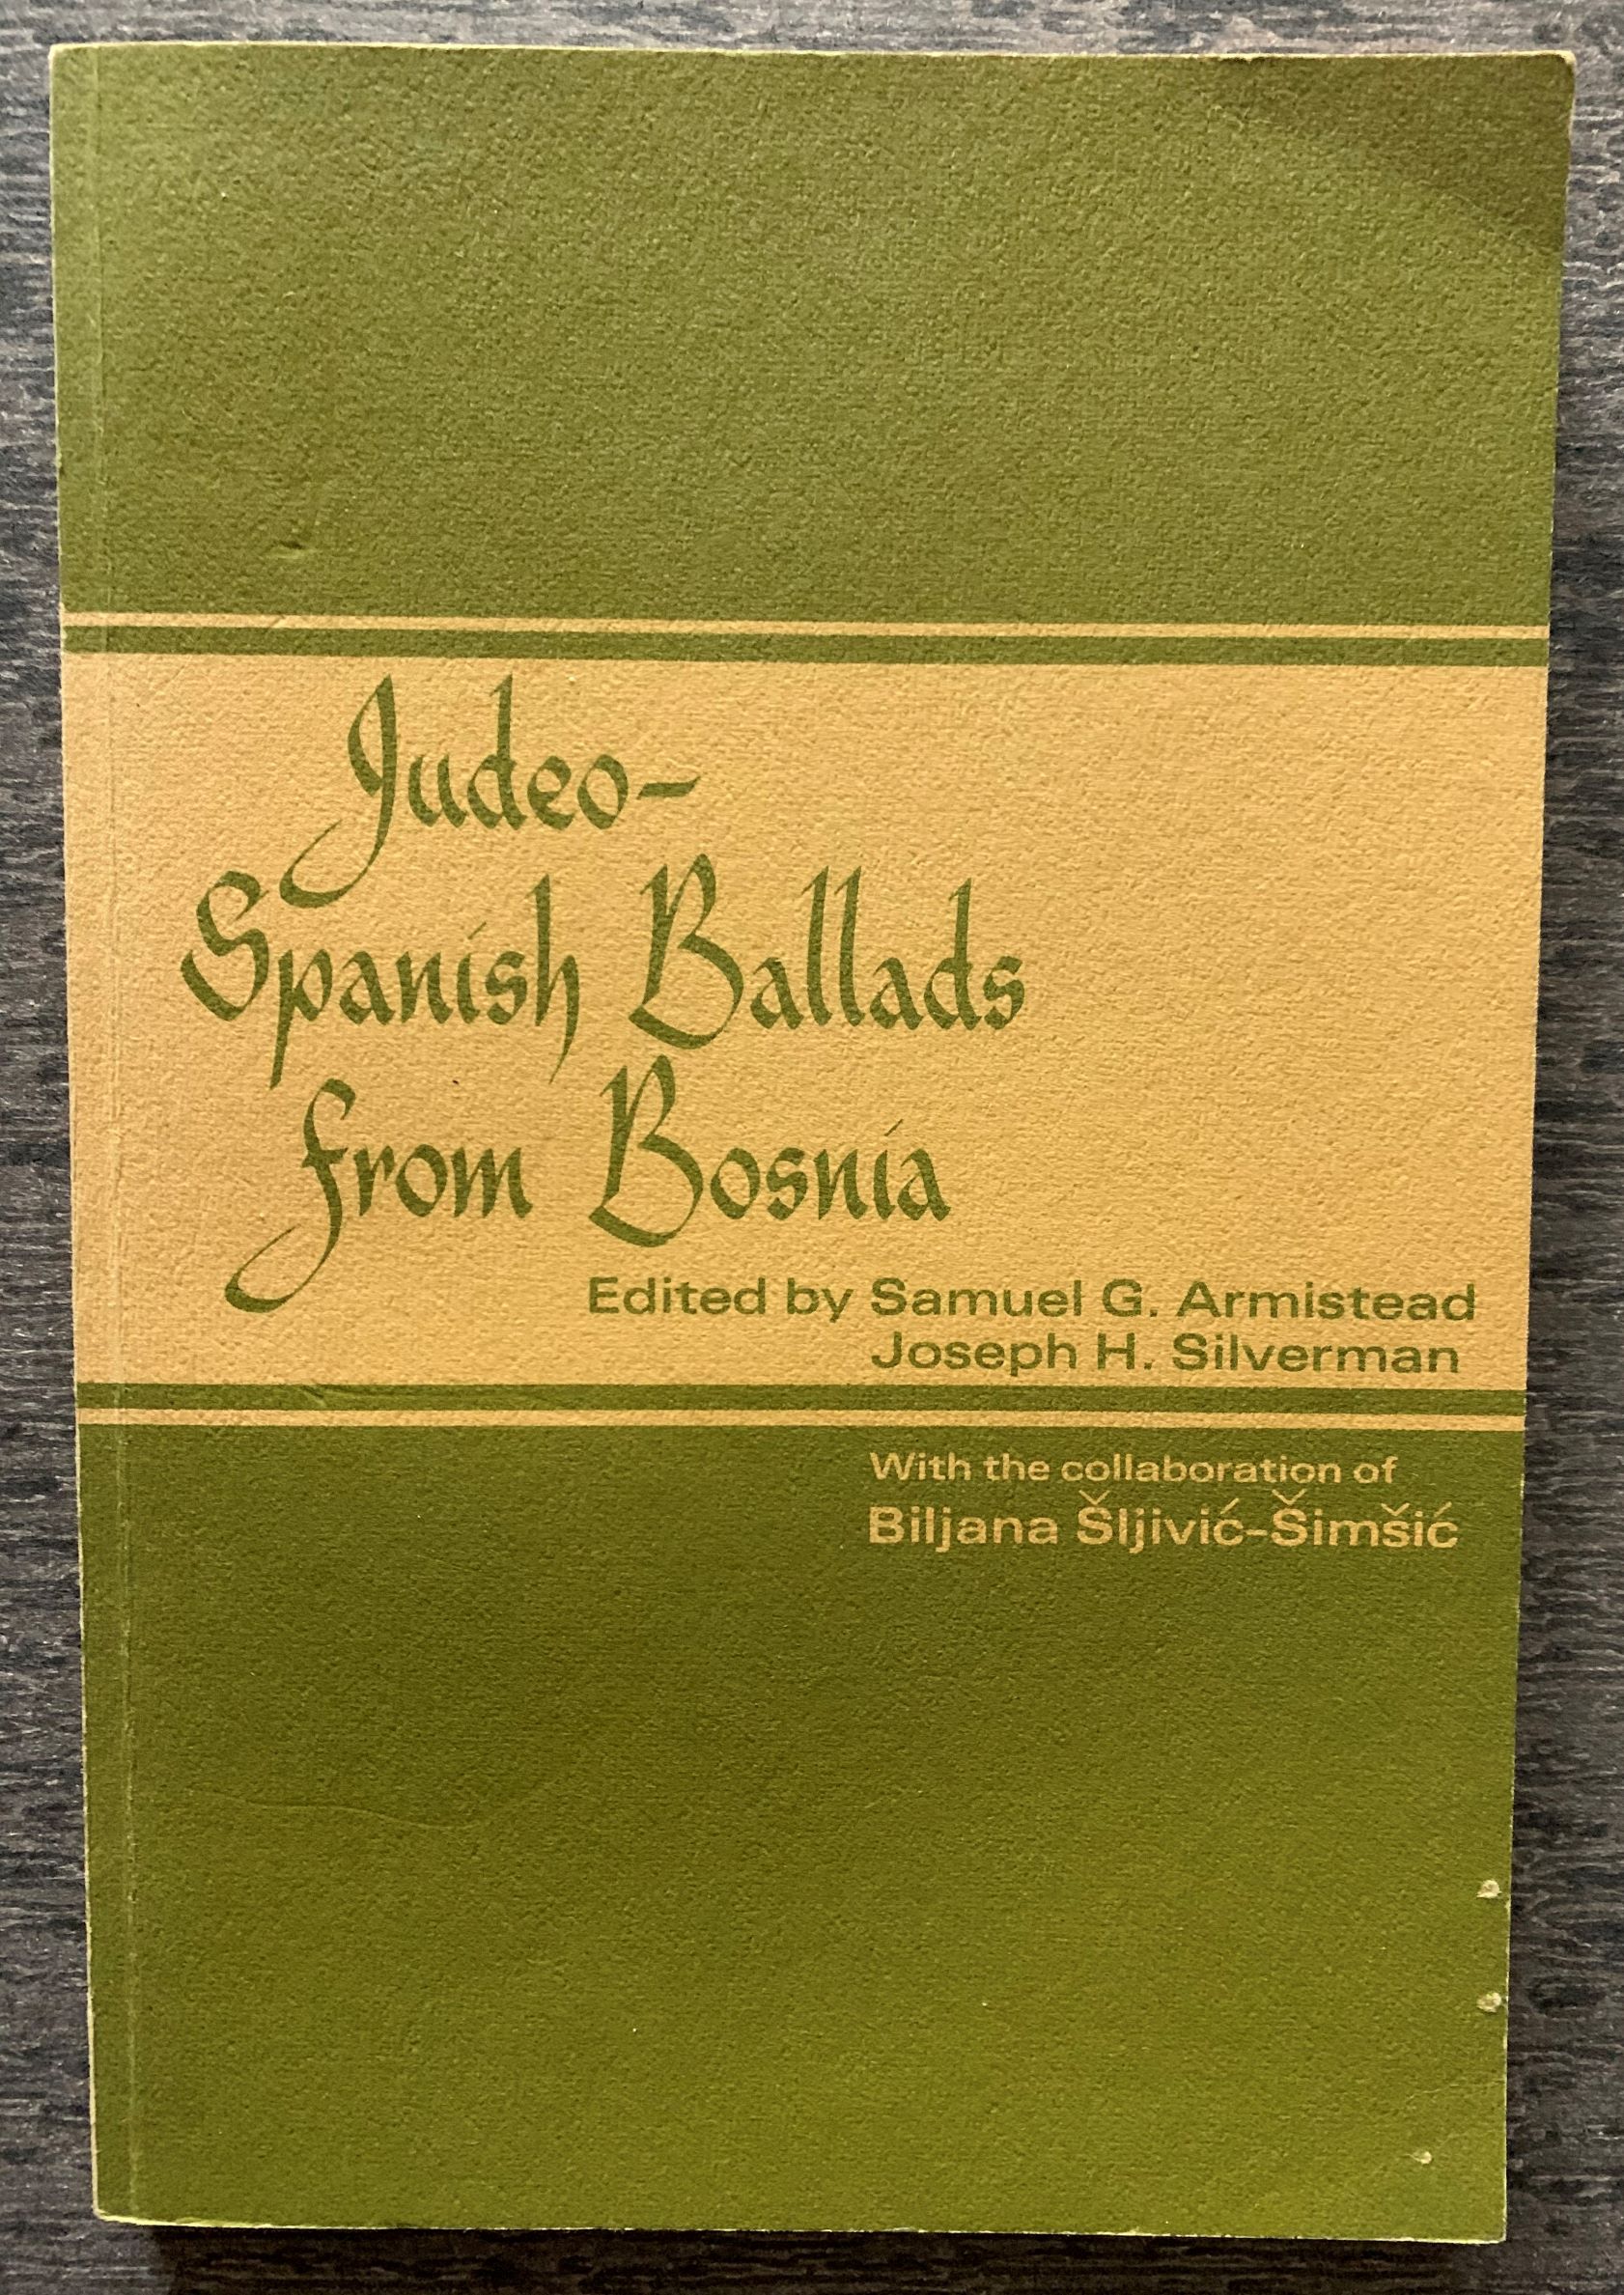 Judeo-
Spanish Ballads
from Bosnia
Edited by Samuel G. Armistead
Joseph H. Silverman
With the collaboration of
Biljana Šljivić-Šimšić